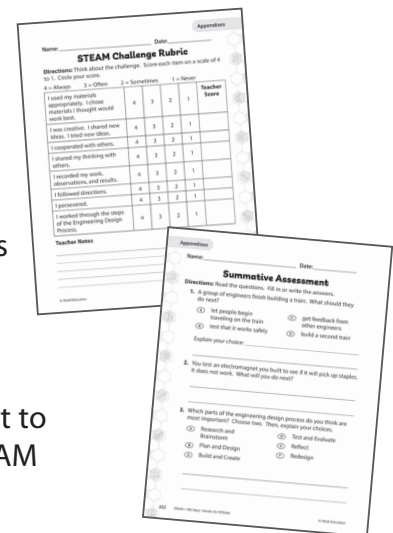 Appendixes
Name:
Date:
STEAM Challenge Rubric
Directions: Think about the challenge. Score each item on a scale of 4
to 1. Circle your score.
4 = Always 3 = Often 2 = Sometimes 1 = Never
Teacher Score
I used my materials appropriately. I chose materials I thought would work best. 4 3 2 1
I was creative. I shared new ideas. I tried new ideas. 4 3 2 1
I cooperated with others. 4 3 2 1
I shared my thinking with others. 4 3 2 1
I recorded my work, observations, and results. 4 3 2 1
I followed directions. 4 3 2 1
I persevered. 4 3 2 1
I worked through the steps of the Engineering Design Process. 4 3 2 1
Teacher Notes
© Shell Education
s
t to
AM
Appendixes
Name:
Date:
Summative Assessment
Directions: Read the questions. Fill in or write the answers.
1. A group of engineers finish building a train. What should they
do next?
A let people begin
traveling on the train
B test that it works safely
C get feedback from
other engineers
D build a second train
Explain your choice:
2. You test an electromagnet you built to see if it will pick up staples.
It does not work. What will you do next?
3. Which parts of the engineering design process do you think are
most important? Choose two. Then, explain your choices.
A Research and
Brainstorm
B Plan and Design
C Build and Create
D Test and Evaluate
E Reflect
F Redesign
© Shell Education